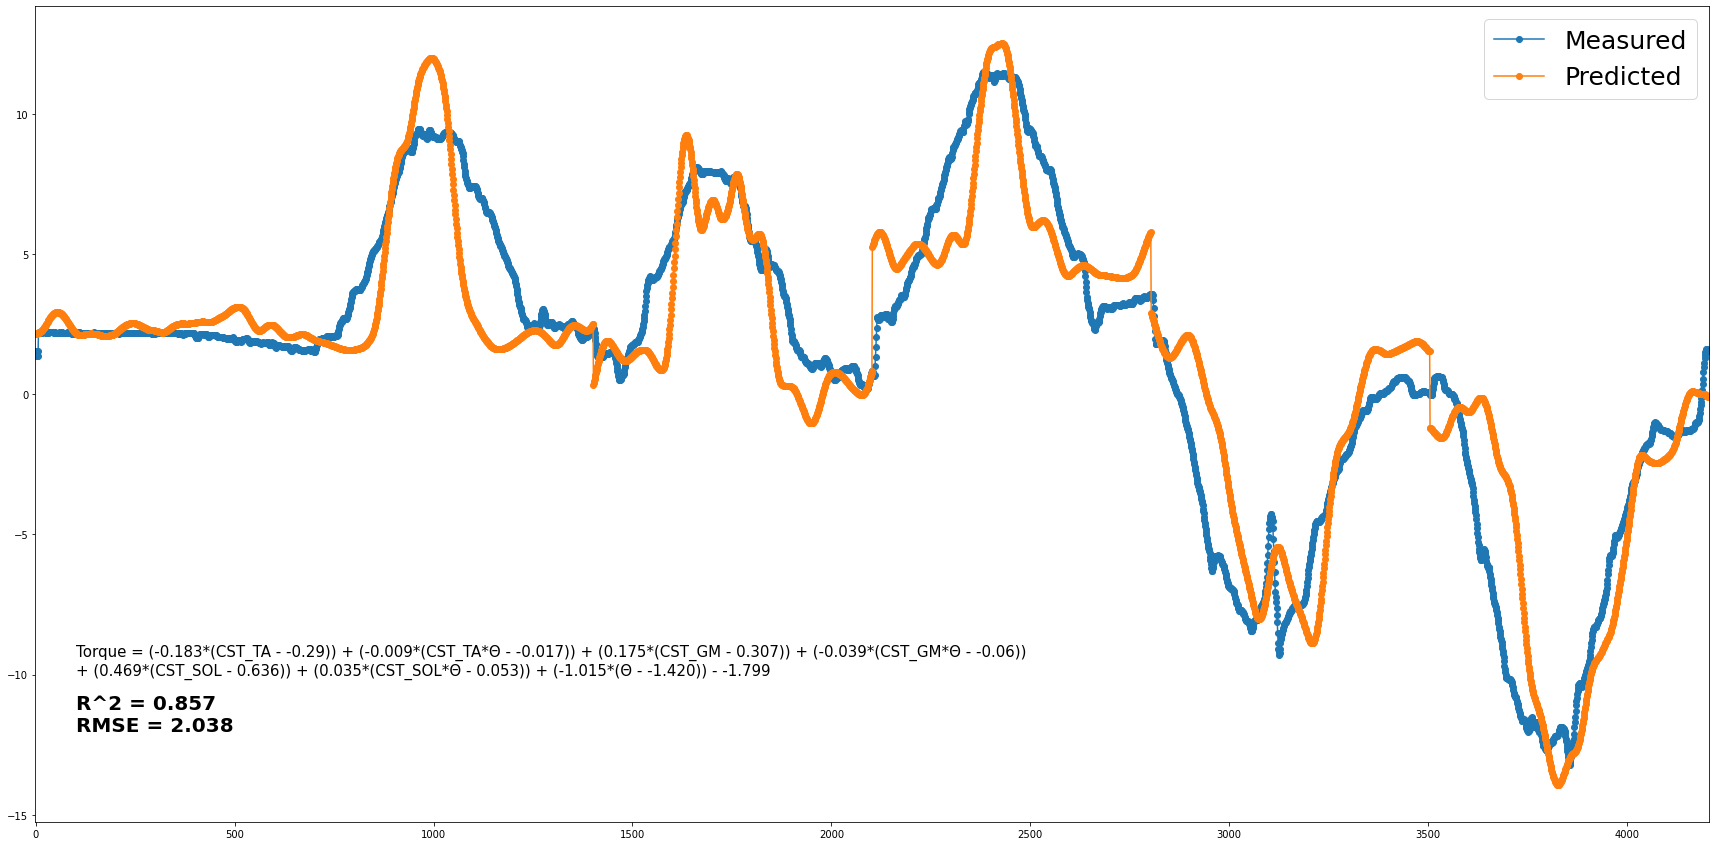 Measured
Predicted
10
5
0
−5
−10
−15
Torque = (-0.183*(CST_TA - -0.29)) + (-0.009*(CST_TA*Θ - -0.017)) + (0.175*(CST_GM - 0.307)) + (-0.039*(CST_GM*Θ - -0.06))
+ (0.469*(CST_SOL - 0.636)) + (0.035*(CST_SOL*Θ - 0.053)) + (-1.015*(Θ - -1.420)) - -1.799
R^2 = 0.857
RMSE = 2.038
0 500 1000 1500 2000 2500 3000 3500 4000